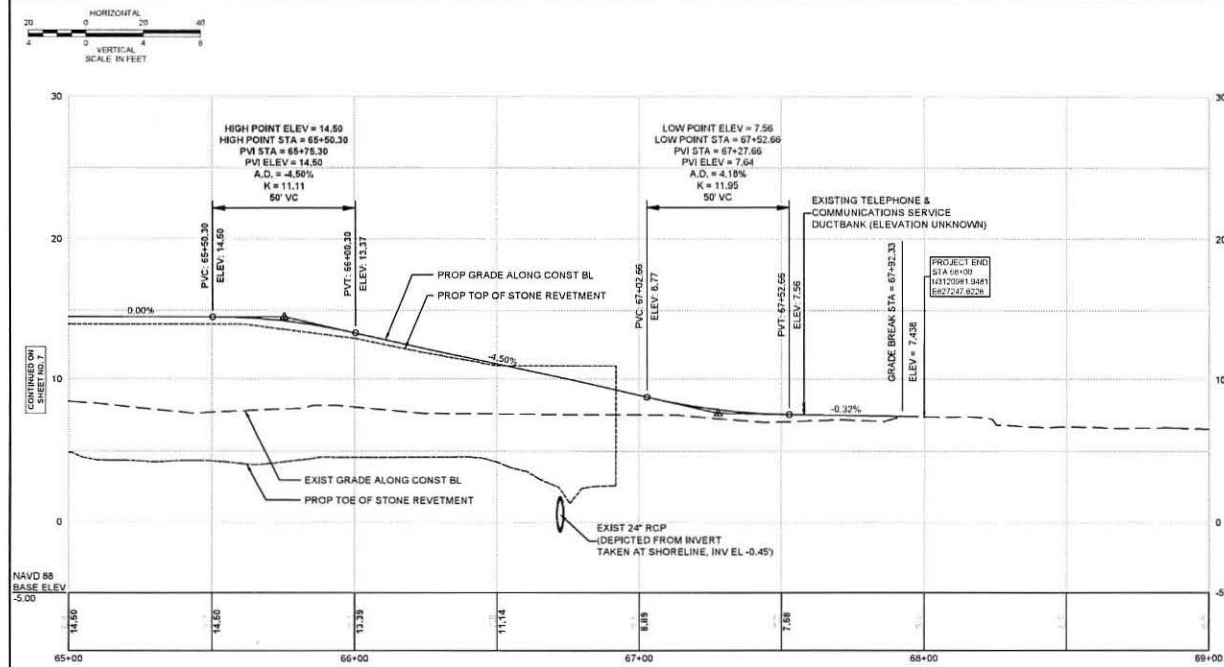 HORIZONTAL
20 0 20 40
4 0 4 8
VERTICAL
SCALE IN FEET
30
30
HIGH POINT ELEV = 14.50
HIGH POINT STA = 65+50.30
PVI STA = 65+75.30
PVI ELEV = 14.50
A.D. = -4.50%
K = 11.11
50' VC
LOW POINT ELEV = 7.56
LOW POINT STA = 67+52.66
PVI STA = 67+27.66
PVI ELEV = 7.64
A.D. = 4.18%
K = 11.95
50' VC
EXISTING TELEPHONE &
COMMUNICATIONS SERVICE
DUCTBANK (ELEVATION UNKNOWN)
20
20
PVC: 65+50.30
ELEV: 14.50
PVT: 66+00.30
ELEV: 13.37
PVC: 67+02.66
ELEV: 8.77
PVT: 67+52.66
ELEV: 7.56
GRADE BREAK STA = 67+92.33
ELEV = 7.438
PROJECT END
STA 68+00
N3120981.9481
E827247.6226
PROP GRADE ALONG CONST BL
PROP TOP OF STONE REVETMENT
0.00%
-4.50%
-0.32%
CONTINUED ON
SHEET NO. 7
10
10
EXIST GRADE ALONG CONST BL
PROP TOE OF STONE REVETMENT
0
0
EXIST 24" RCP
(DEPICTED FROM INVERT
TAKEN AT SHORELINE, INV EL -0.45')
NAVD 88
BASE ELEV
-5.00
-5
14.50
14.50
13.39
11.14
8.89
7.68
65+00
66+00
67+00
68+00
69+00